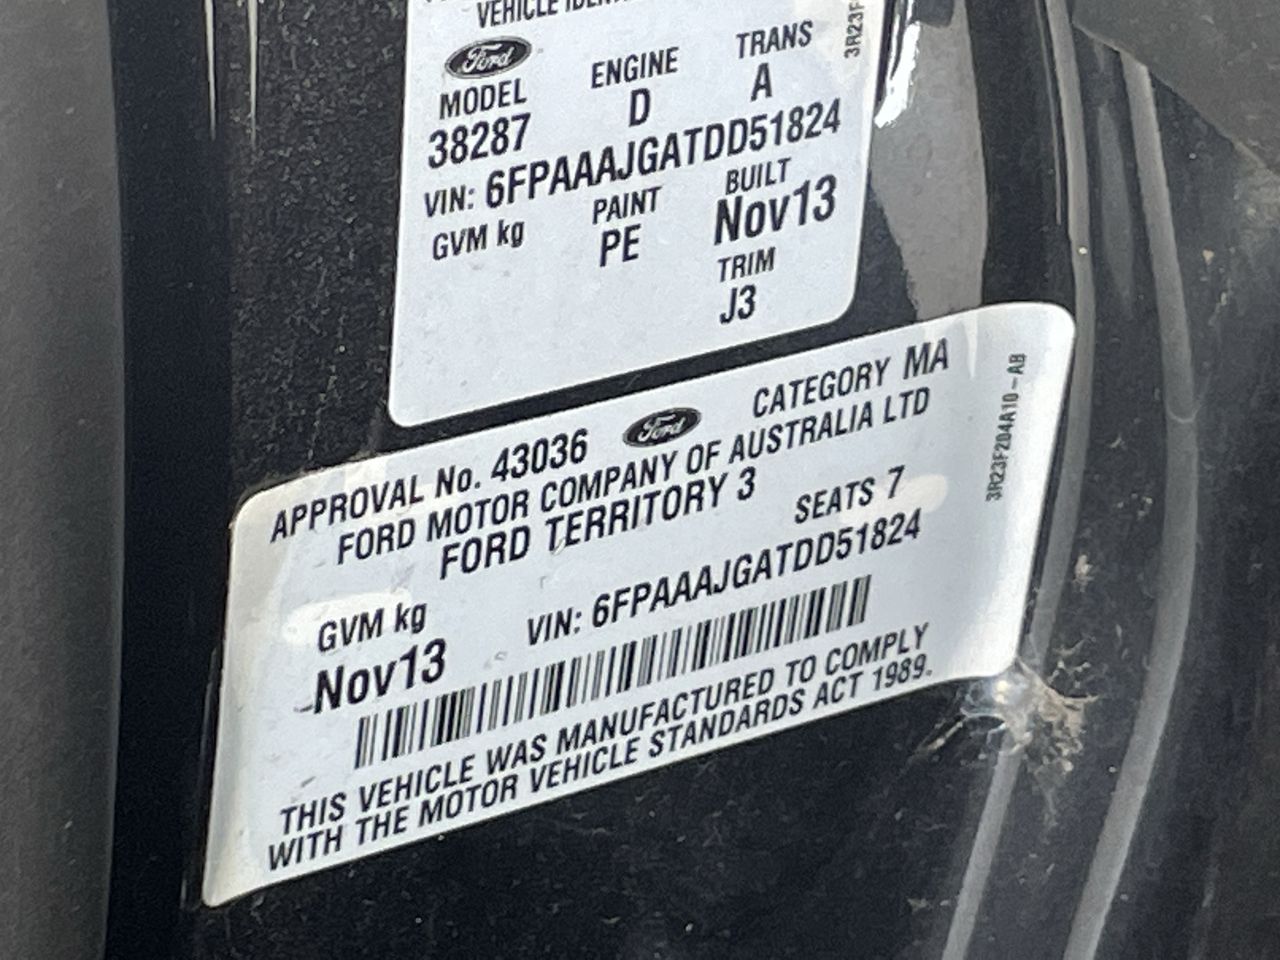 VEHICLE
Ford
MODEL ENGINE TRANS
38287 D A
VIN: 6FPAAAJGATDD51824
GVM kg PAINT BUILT
PE Nov13
TRIM
J3
3R23F
APPROVAL No. 43036 Ford CATEGORY MA
FORD MOTOR COMPANY OF AUSTRALIA LTD
FORD TERRITORY 3 SEATS 7
GVM kg VIN: 6FPAAAJGATDD51824
Nov13
THIS VEHICLE WAS MANUFACTURED TO COMPLY
WITH THE MOTOR VEHICLE STANDARDS ACT 1989.
3R23F2D4A10-AB